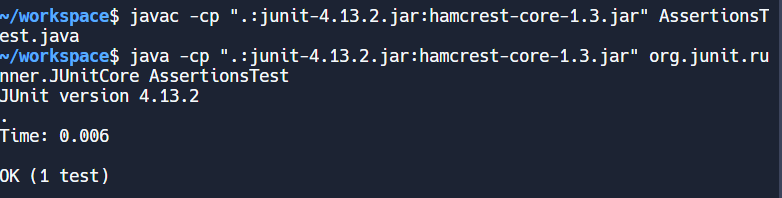 ~/workspace$ javac -cp ".:junit-4.13.2.jar:hamcrest-core-1.3.jar" AssertionsT
est.java
~/workspace$ java -cp ".:junit-4.13.2.jar:hamcrest-core-1.3.jar" org.junit.ru
nner.JUnitCore AssertionsTest
JUnit version 4.13.2
.
Time: 0.006

OK (1 test)